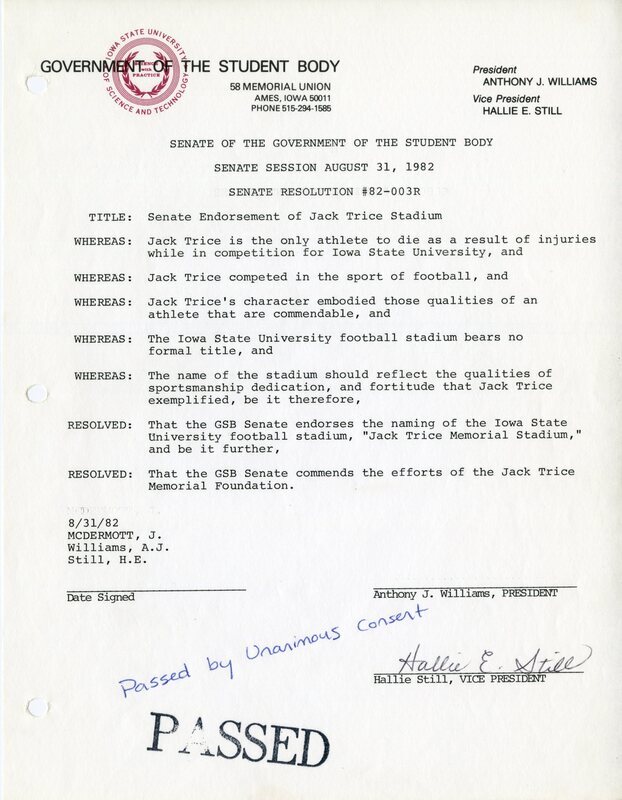 IOWA STATE UNIVERSITY
OF SCIENCE AND TECHNOLOGY
SCIENCE
with
PRACTICE
GOVERNMENT OF THE STUDENT BODY
58 MEMORIAL UNION
AMES, IOWA 50011
PHONE 515-294-1585
President
ANTHONY J. WILLIAMS
Vice President
HALLIE E. STILL
SENATE OF THE GOVERNMENT OF THE STUDENT BODY
SENATE SESSION AUGUST 31, 1982
SENATE RESOLUTION #82-003R
TITLE: Senate Endorsement of Jack Trice Stadium
WHEREAS: Jack Trice is the only athlete to die as a result of injuries
while in competition for Iowa State University, and
WHEREAS: Jack Trice competed in the sport of football, and
WHEREAS: Jack Trice's character embodied those qualities of an
athlete that are commendable, and
WHEREAS: The Iowa State University football stadium bears no
formal title, and
WHEREAS: The name of the stadium should reflect the qualities of
sportsmanship dedication, and fortitude that Jack Trice
exemplified, be it therefore,
RESOLVED: That the GSB Senate endorses the naming of the Iowa State
University football stadium, "Jack Trice Memorial Stadium,"
and be it further,
RESOLVED: That the GSB Senate commends the efforts of the Jack Trice
Memorial Foundation.
8/31/82
MCDERMOTT, J.
Williams, A.J.
Still, H.E.
Date Signed
Anthony J. Williams, PRESIDENT
Passed by Unanimous Consent
Hallie E. Still
Hallie Still, VICE PRESIDENT
PASSED